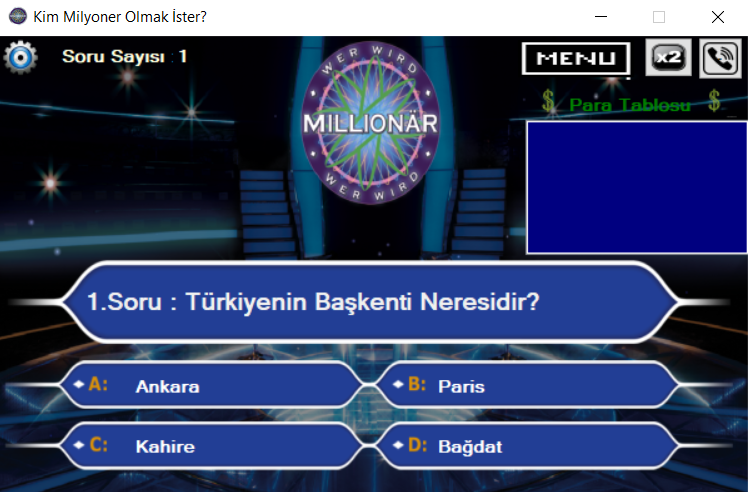 Kim Milyoner Olmak İster?
Soru Sayısı : 1
MENU
x2
$ Para Tablosu $
WER WIRD
MILLIONÄR
WER WIRD
1.Soru : Türkiyenin Başkenti Neresidir?
A: Ankara
B: Paris
C: Kahire
D: Bağdat